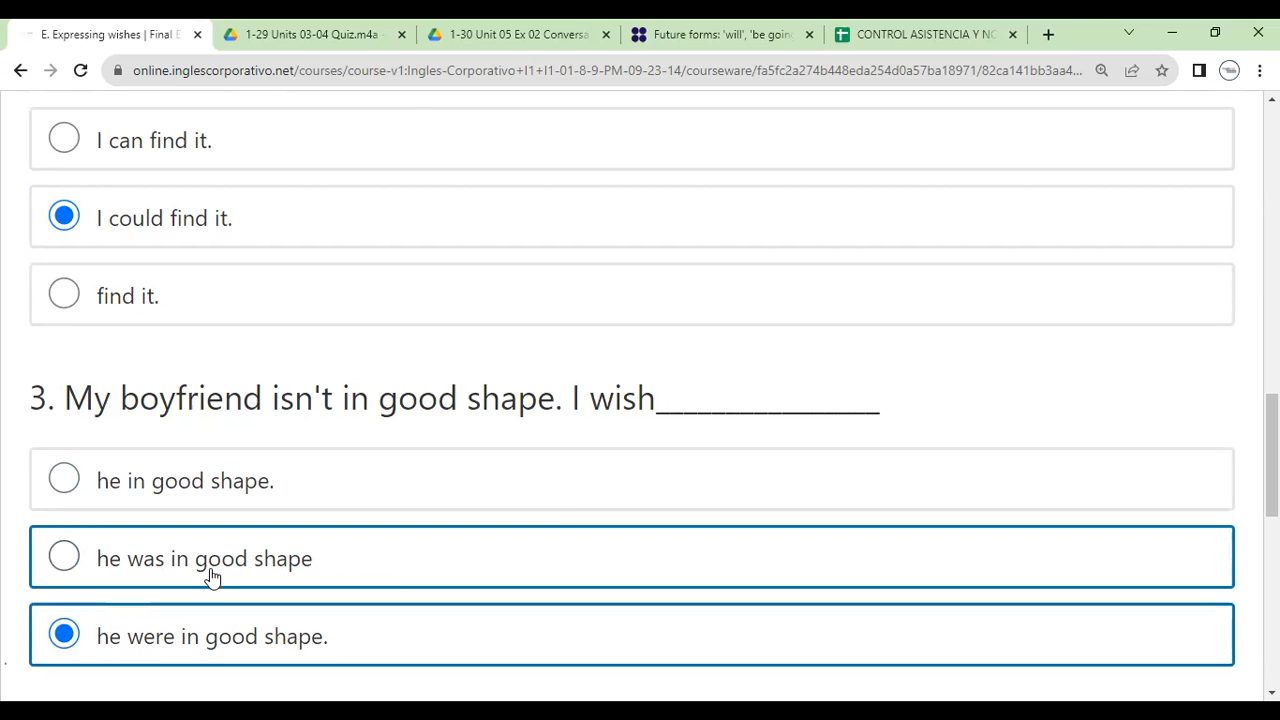 E. Expressing wishes | Final E
1-29 Units 03-04 Quiz.m4a -
1-30 Unit 05 Ex 02 Conversa
Future forms: 'will', 'be going
CONTROL ASISTENCIA Y NO
online.inglescorporativo.net/courses/course-v1:Ingles-Corporativo+I1+I1-01-8-9-PM-09-23-14/courseware/fa5fc2a274b448eda254d0a57ba18971/82ca141bb3aa4...
I can find it.
I could find it.
find it.
3. My boyfriend isn't in good shape. I wish________________
he in good shape.
he was in good shape
he were in good shape.